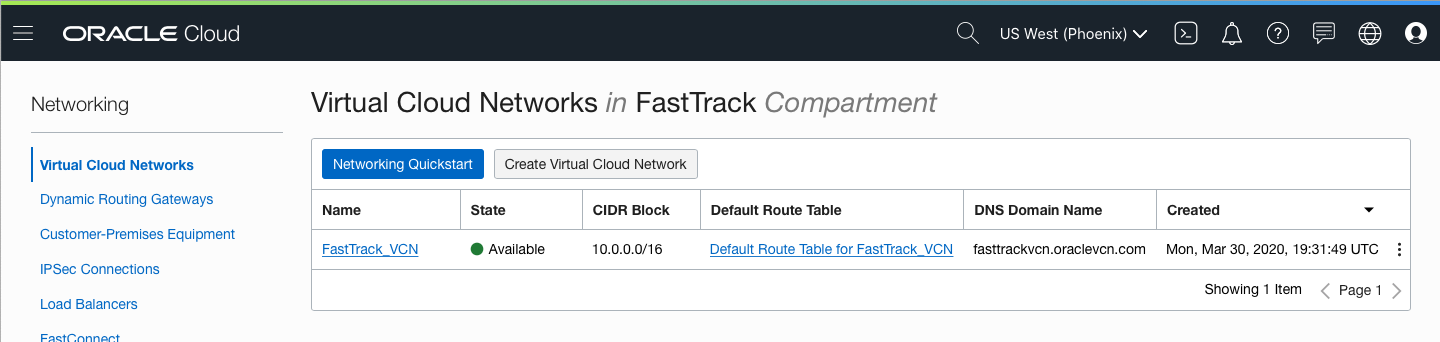 ORACLE Cloud
US West (Phoenix)
Networking
Virtual Cloud Networks
Dynamic Routing Gateways
Customer-Premises Equipment
IPSec Connections
Load Balancers
FastConnect
Virtual Cloud Networks in FastTrack Compartment
Networking Quickstart Create Virtual Cloud Network
Name State CIDR Block Default Route Table DNS Domain Name Created
FastTrack_VCN Available 10.0.0.0/16 Default Route Table for FastTrack_VCN fasttrackvcn.oraclevcn.com Mon, Mar 30, 2020, 19:31:49 UTC
Showing 1 Item Page 1